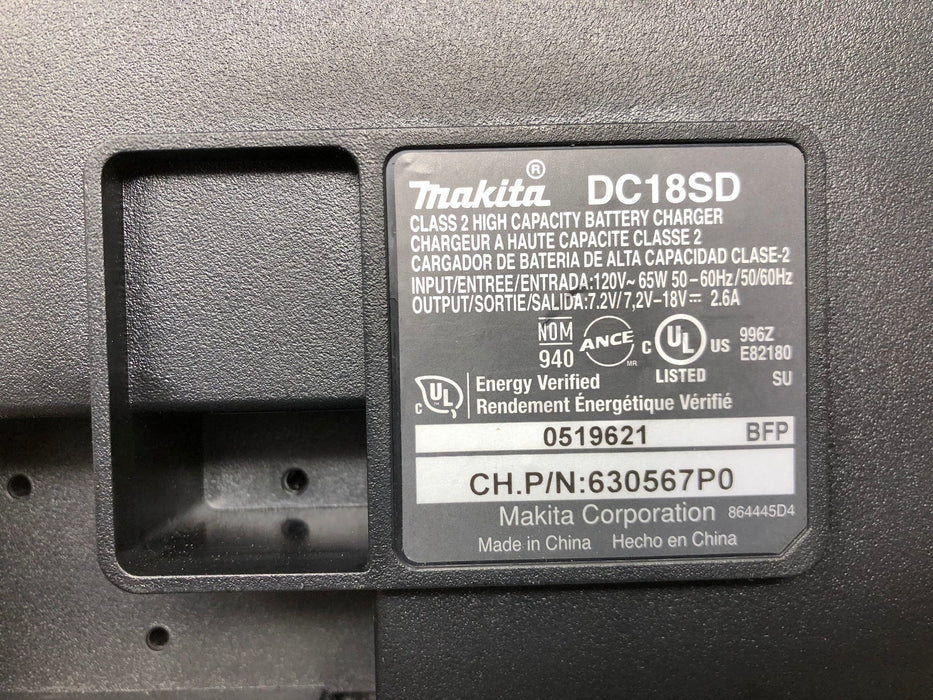 makita® DC18SD
CLASS 2 HIGH CAPACITY BATTERY CHARGER
CHARGEUR A HAUTE CAPACITE CLASSE 2
CARGADOR DE BATERIA DE ALTA CAPACIDAD CLASE-2
INPUT/ENTREE/ENTRADA:120V~ 65W 50–60Hz/50/60Hz
OUTPUT/SORTIE/SALIDA:7.2V/7,2V–18V⎓ 2.6A
NOM
940
ANCE
MR
C UL US
LISTED
996Z
E82180
SU
C UL
Energy Verified
Rendement Énergétique Vérifié
0519621 BFP
CH.P/N:630567P0
Makita Corporation 864445D4
Made in China Hecho en China